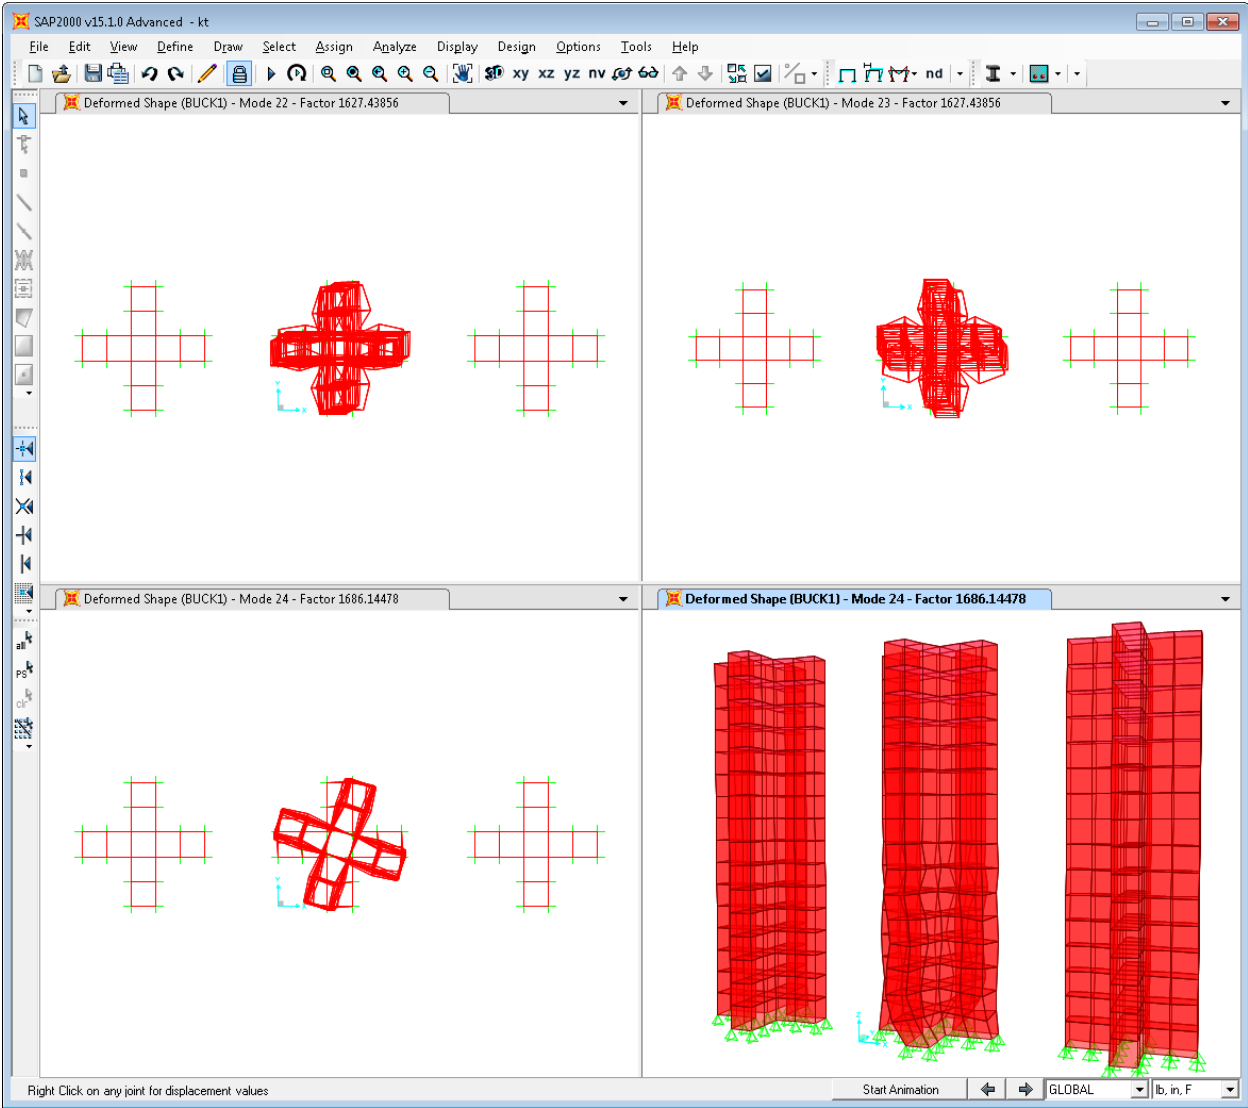 SAP2000 v15.1.0 Advanced - kt
File Edit View Define Draw Select Assign Analyze Display Design Options Tools Help
3D xy xz yz nv nd
Deformed Shape (BUCK1) - Mode 22 - Factor 1627.43856
Deformed Shape (BUCK1) - Mode 23 - Factor 1627.43856
Y
X
Y
X
all
PS
clr
Deformed Shape (BUCK1) - Mode 24 - Factor 1686.14478
Deformed Shape (BUCK1) - Mode 24 - Factor 1686.14478
Y
X
Z
Y
X
Right Click on any joint for displacement values
Start Animation
GLOBAL
lb, in, F